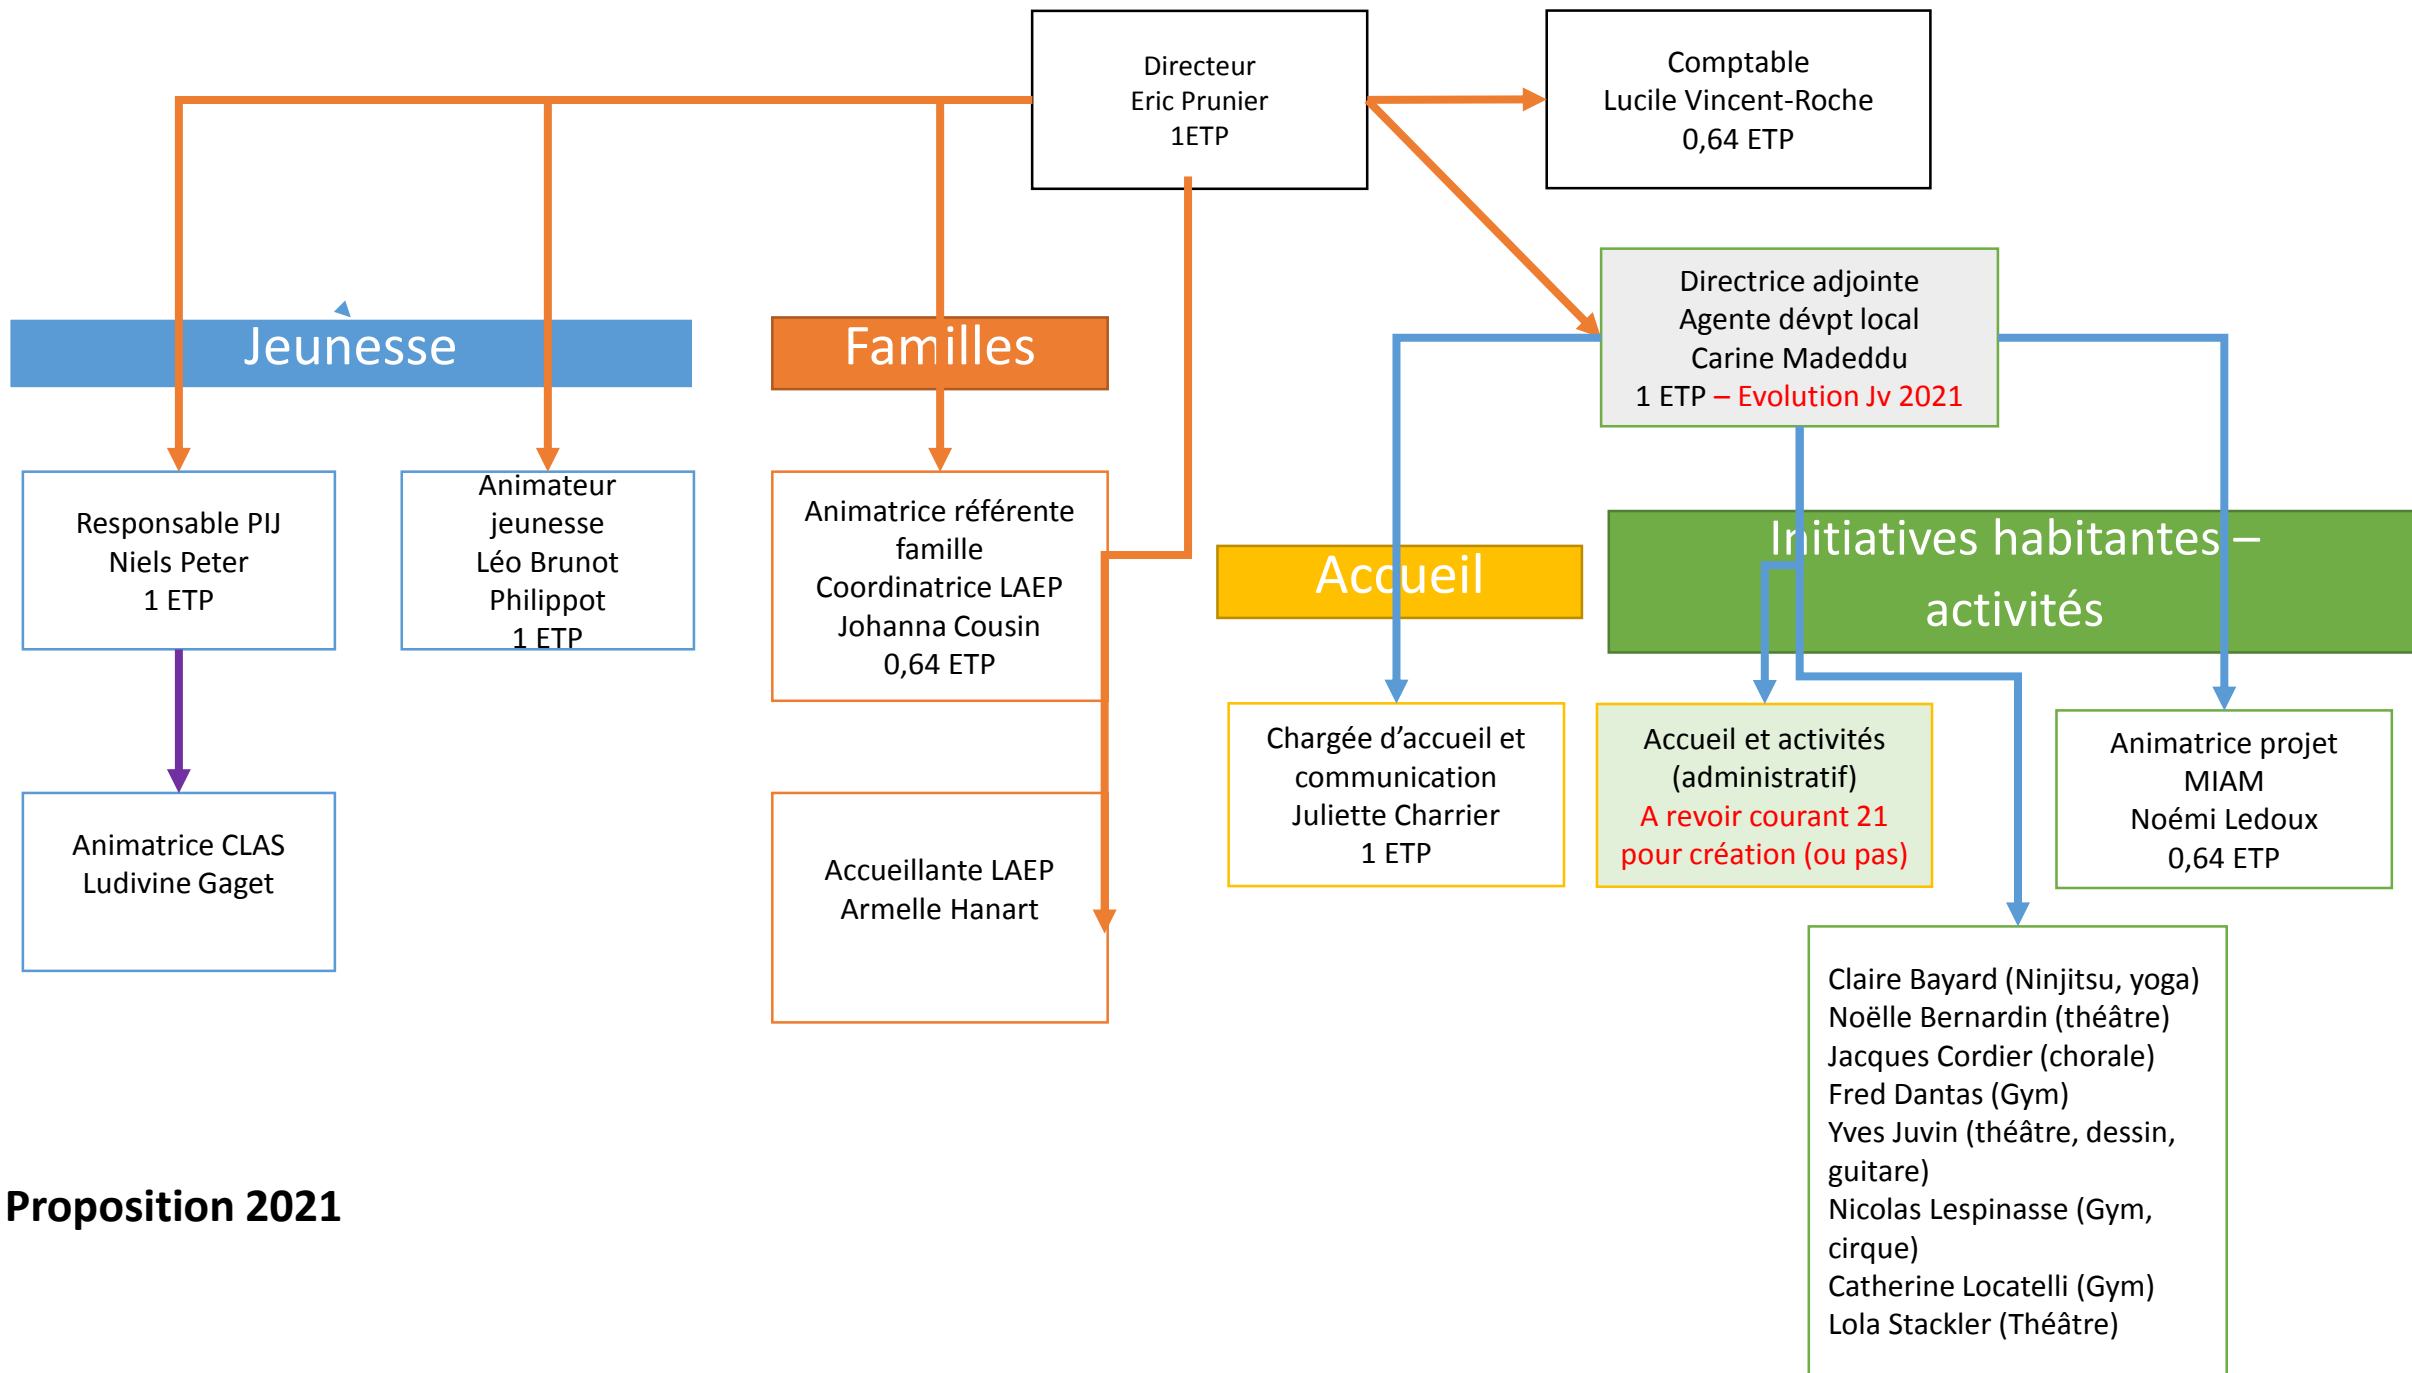 Directeur
Eric Prunier
1ETP
Comptable
Lucile Vincent-Roche
0,64 ETP
Directrice adjointe
Agente dévpt local
Carine Madeddu
1 ETP – Evolution Jv 2021
Jeunesse
Familles
Responsable PIJ
Niels Peter
1 ETP
Animateur
jeunesse
Léo Brunot
Philippot
1 ETP
Animatrice référente
famille
Coordinatrice LAEP
Johanna Cousin
0,64 ETP
Accueil
Initiatives habitantes –
activités
Chargée d’accueil et
communication
Juliette Charrier
1 ETP
Accueil et activités
(administratif)
A revoir courant 21
pour création (ou pas)
Animatrice projet
MIAM
Noémi Ledoux
0,64 ETP
Animatrice CLAS
Ludivine Gaget
Accueillante LAEP
Armelle Hanart
Claire Bayard (Ninjitsu, yoga)
Noëlle Bernardin (théâtre)
Jacques Cordier (chorale)
Fred Dantas (Gym)
Yves Juvin (théâtre, dessin,
guitare)
Nicolas Lespinasse (Gym,
cirque)
Catherine Locatelli (Gym)
Lola Stackler (Théâtre)
Proposition 2021